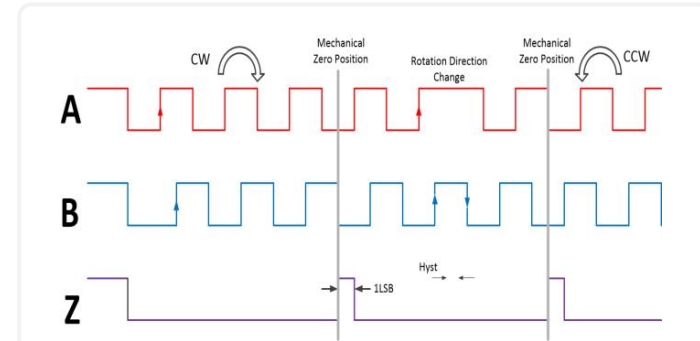 Mechanical
Zero Position
Mechanical
Zero Position
CW
Rotation Direction
Change
CCW
A
B
Hyst
1LSB
Z